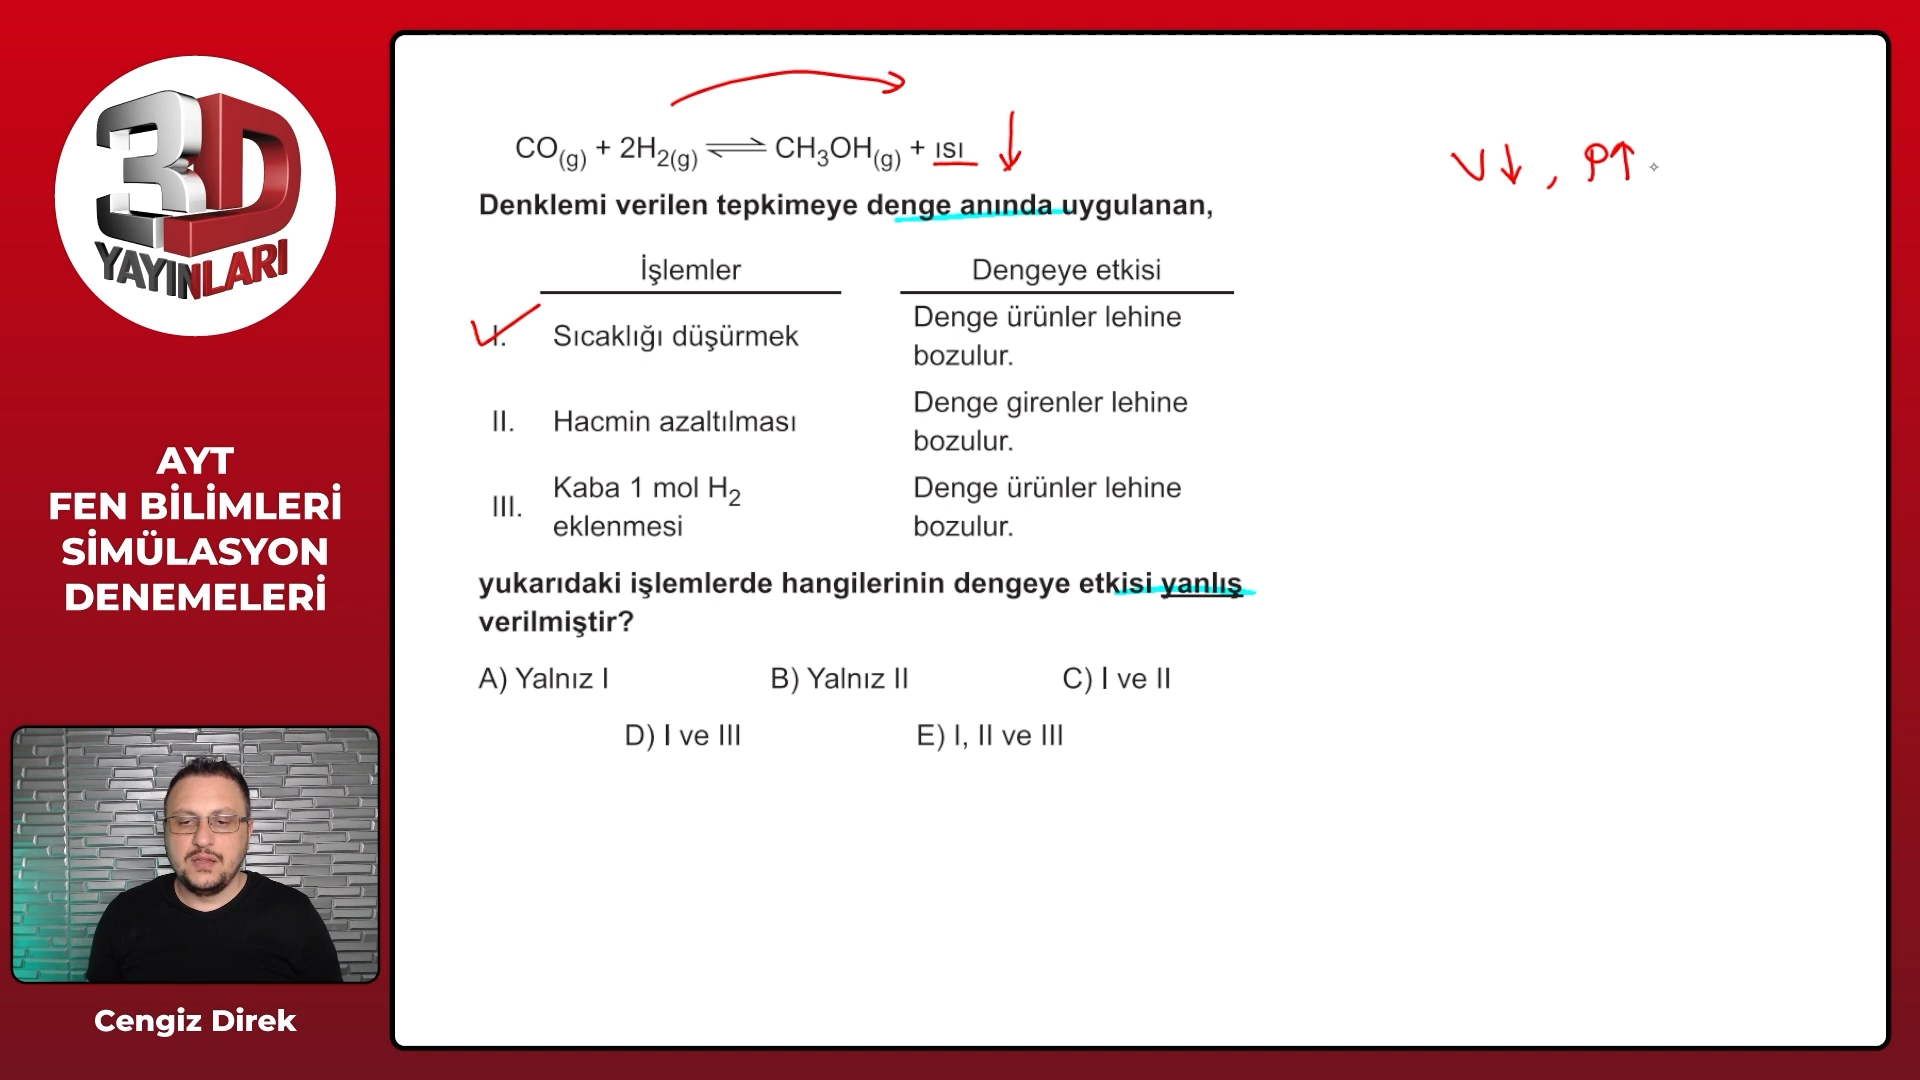 3D
YAYINLARI
AYT
FEN BİLİMLERİ
SİMÜLASYON
DENEMELERİ
Cengiz Direk
CO(g) + 2H2(g) ⇌ CH3OH(g) + ısı ↓
V↓, P↑
Denklemi verilen tepkimeye denge anında uygulanan,
İşlemler Dengeye etkisi
I. Sıcaklığı düşürmek Denge ürünler lehine
bozulur.
II. Hacmin azaltılması Denge girenler lehine
bozulur.
III. Kaba 1 mol H2 Denge ürünler lehine
eklenmesi bozulur.
yukarıdaki işlemlerde hangilerinin dengeye etkisi yanlış
verilmiştir?
A) Yalnız I B) Yalnız II C) I ve II
D) I ve III E) I, II ve III